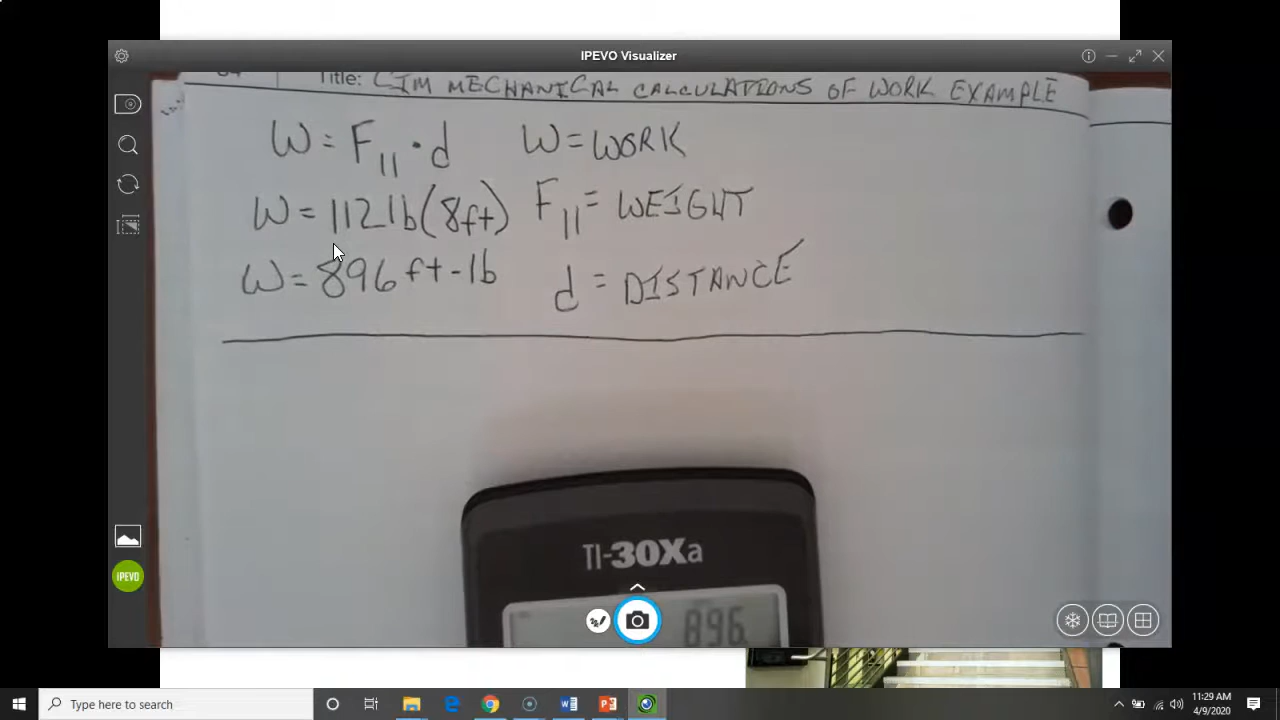 IPEVO Visualizer
Title: CIM MECHANICAL CALCULATIONS OF WORK EXAMPLE
W = F|| · d W = WORK
W = 112 lb (8ft) F|| = WEIGHT
W = 896 ft-lb d = DISTANCE
TI-30Xa
896.
IPEVO
Type here to search
11:29 AM
4/9/2020